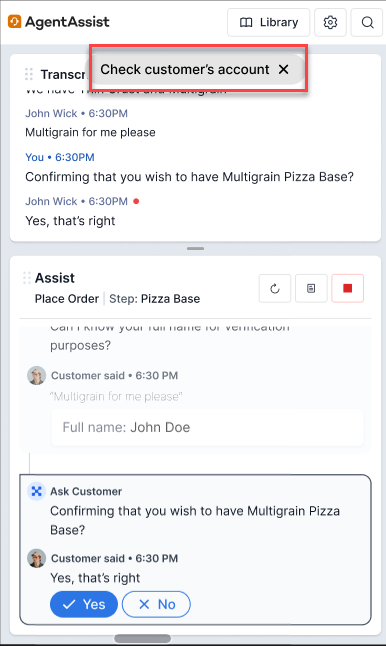 AgentAssist
Library
Check customer's account
Transcr
We have Thin Crust and Multigrain
John Wick • 6:30PM
Multigrain for me please
You • 6:30PM
Confirming that you wish to have Multigrain Pizza Base?
John Wick • 6:30PM
Yes, that's right
Assist
Place Order | Step: Pizza Base
Can I know your full name for verification
purposes?
Customer said • 6:30 PM
"Multigrain for me please"
Full name: John Doe
Ask Customer
Confirming that you wish to have Multigrain Pizza
Base?
Customer said • 6:30 PM
Yes, that's right
Yes
No